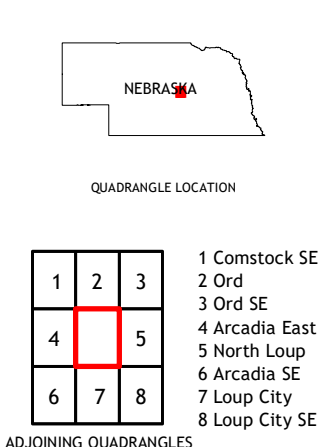 NEBRASKA
QUADRANGLE LOCATION
1 2 3
4 5
6 7 8
1 Comstock SE
2 Ord
3 Ord SE
4 Arcadia East
5 North Loup
6 Arcadia SE
7 Loup City
8 Loup City SE
ADJOINING QUADRANGLES